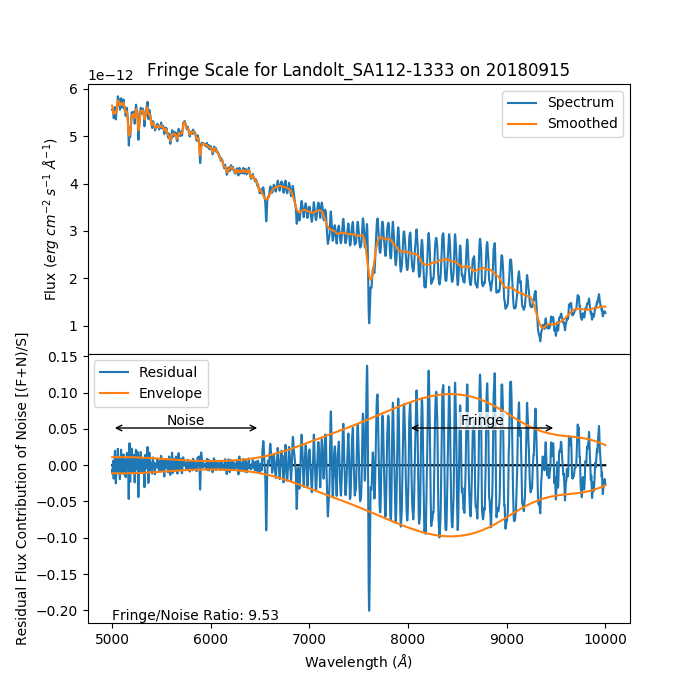 Fringe Scale for Landolt_SA112-1333 on 20180915
1e−12
6
5
4
3
2
1
Flux (erg cm⁻² s⁻¹ Å⁻¹)
Spectrum
Smoothed
0.15
0.10
0.05
0.00
−0.05
−0.10
−0.15
−0.20
Residual Flux Contribution of Noise [(F+N)/S]
Residual
Envelope
Noise
Fringe
Fringe/Noise Ratio: 9.53
5000 6000 7000 8000 9000 10000
Wavelength (Å)